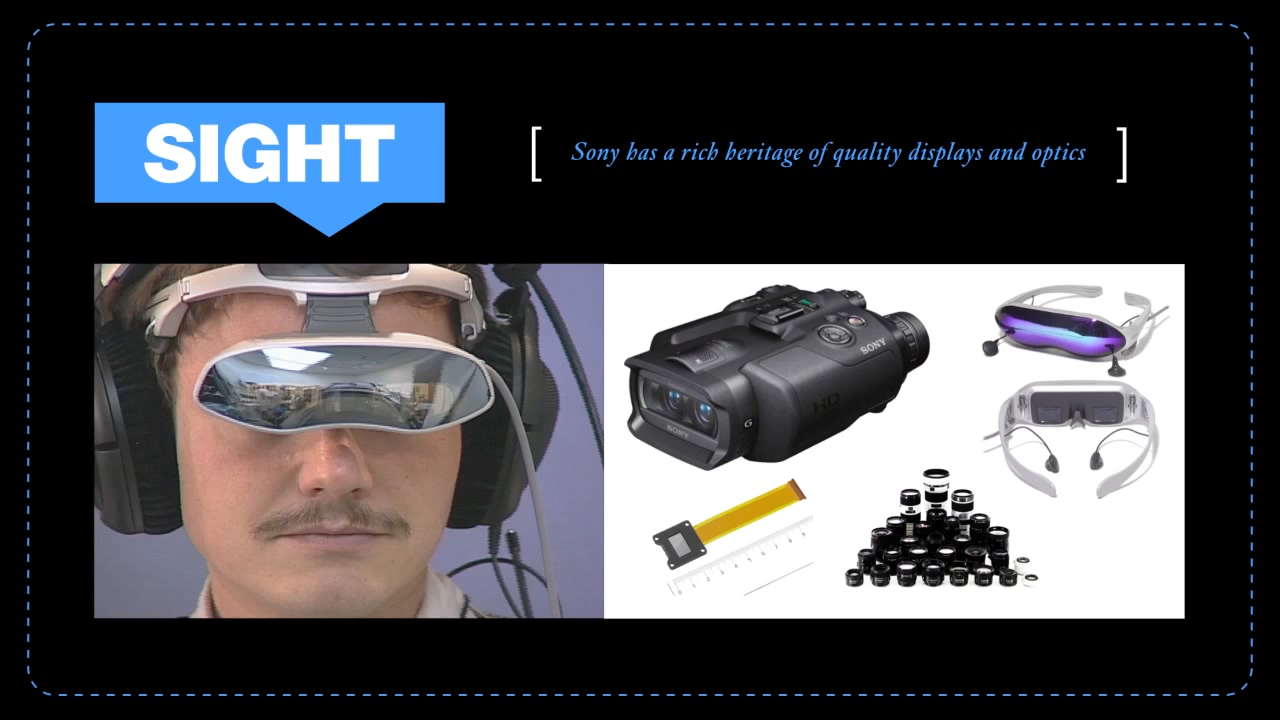 SIGHT
[ Sony has a rich heritage of quality displays and optics ]
SONY
HD
G
SONY